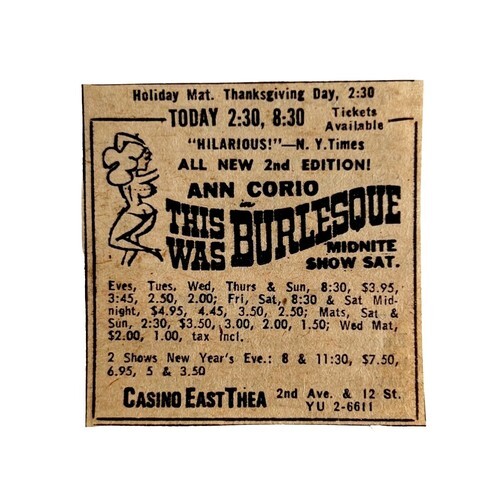 Holiday Mat. Thanksgiving Day, 2:30
TODAY 2:30, 8:30 Tickets Available
"HILARIOUS!"—N.Y.Times
ALL NEW 2nd EDITION!
ANN CORIO
in
THIS WAS BURLESQUE
MIDNITE
SHOW SAT.
Eves, Tues, Wed, Thurs & Sun, 8:30, $3.95,
3:45, 2.50, 2.00; Fri, Sat, 8:30 & Sat Mid-
night, $4.95, 4.45, 3.50, 2.50; Mats, Sat &
Sun, 2:30, $3.50, 3.00, 2.00, 1.50; Wed Mat,
$2.00, 1.00, tax incl.
2 Shows New Year's Eve.: 8 & 11:30, $7.50,
6.95, 5 & 3.50
CASINO EAST THEA 2nd Ave. & 12 St.
YU 2-6611